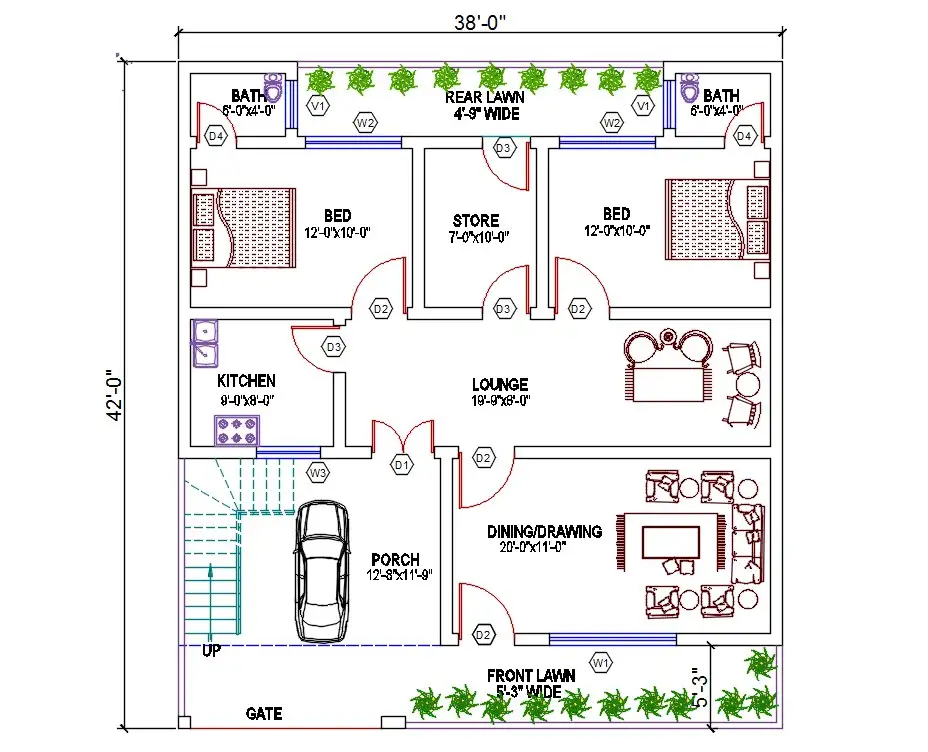 38'-0"
BATH
6'-0"x4'-0"
D4
V1
W2
REAR LAWN
4'-9" WIDE
D3
W2
V1
BATH
6'-0"x4'-0"
D4
BED
12'-0"x10'-0"
STORE
7'-0"x10'-0"
BED
12'-0"x10'-0"
D2
D3
D2
D3
KITCHEN
9'-0"x8'-0"
LOUNGE
19'-9"x8'-0"
42'-0"
D1
D2
W3
DINING/DRAWING
20'-0"x11'-0"
PORCH
12'-8"x11'-9"
UP
D2
W1
FRONT LAWN
5'-3" WIDE
5'-3"
GATE